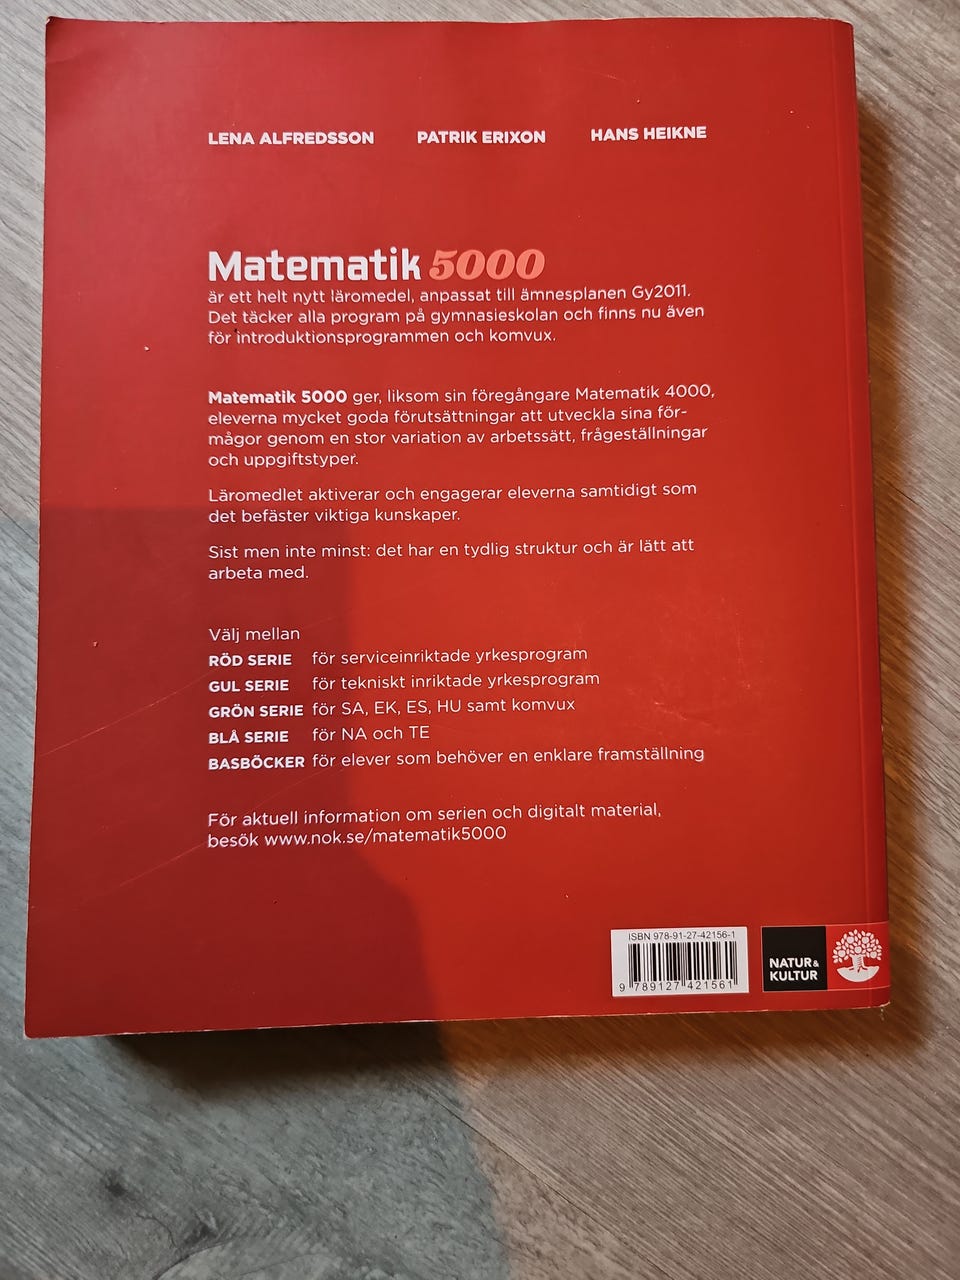 LENA ALFREDSSON PATRIK ERIXON HANS HEIKNE
Matematik 5000
är ett helt nytt läromedel, anpassat till ämnesplanen Gy2011.
Det täcker alla program på gymnasieskolan och finns nu även
för introduktionsprogrammen och komvux.
Matematik 5000 ger, liksom sin föregångare Matematik 4000,
eleverna mycket goda förutsättningar att utveckla sina för-
mågor genom en stor variation av arbetssätt, frågeställningar
och uppgiftstyper.
Läromedlet aktiverar och engagerar eleverna samtidigt som
det befäster viktiga kunskaper.
Sist men inte minst: det har en tydlig struktur och är lätt att
arbeta med.
Välj mellan
RÖD SERIE för serviceinriktade yrkesprogram
GUL SERIE för tekniskt inriktade yrkesprogram
GRÖN SERIE för SA, EK, ES, HU samt komvux
BLÅ SERIE för NA och TE
BASBÖCKER för elever som behöver en enklare framställning
För aktuell information om serien och digitalt material,
besök www.nok.se/matematik5000
ISBN 978-91-27-42156-1
9 789127 421561
NATUR &
KULTUR